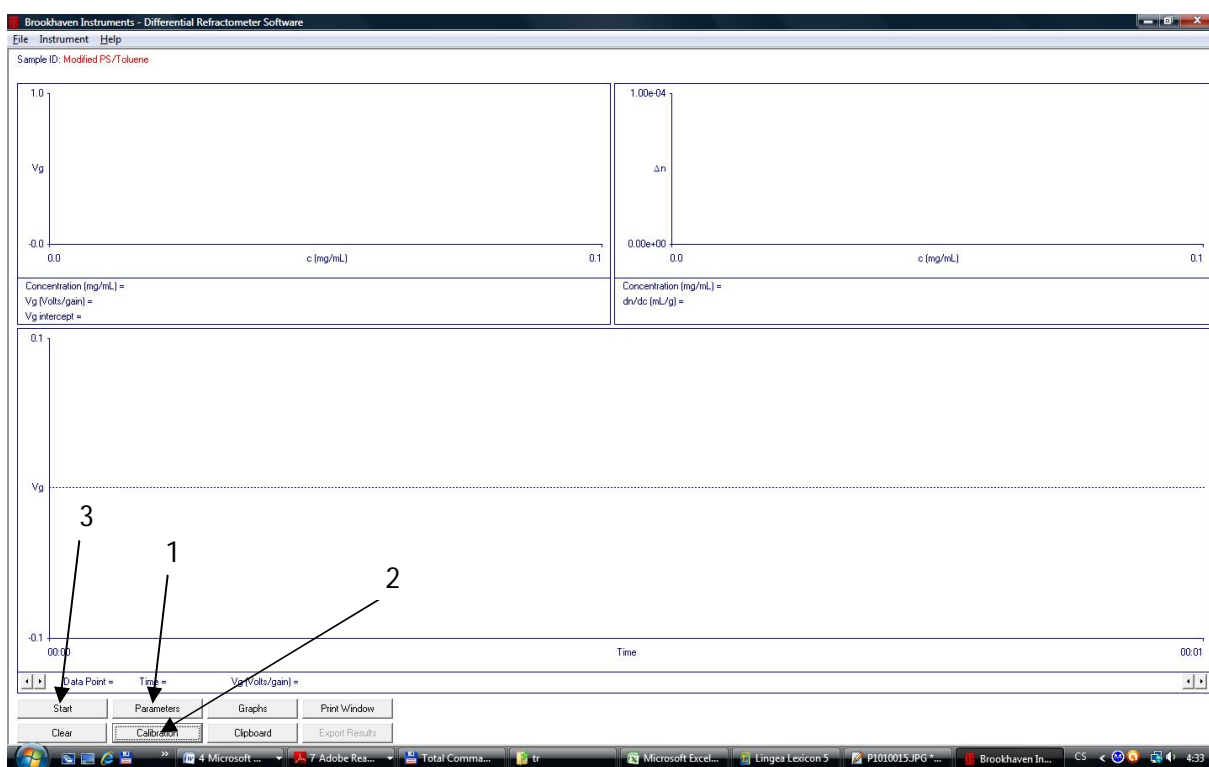 Brookhaven Instruments - Differential Refractometer Software
File Instrument Help
Sample ID: Modified PS/Toluene
1.0
Vg
-0.0
0.0 c (mg/mL) 0.1
Concentration (mg/mL) =
Vg (Volts/gain) =
Vg intercept =
1.00e-04
Δn
0.00e+00
0.0 c (mg/mL) 0.1
Concentration (mg/mL) =
dn/dc (mL/g) =
0.1
Vg
-0.1
00:00 Time 00:01
3
1
2
Data Point = Time = Vg (Volts/gain) =
Start Parameters Graphs Print Window
Clear Calibration Clipboard Export Results
» 4 Microsoft ... 7 Adobe Rea... Total Comma... tr Microsoft Excel... Lingea Lexicon 5 P1010015.JPG *... Brookhaven In... CS < 4:33